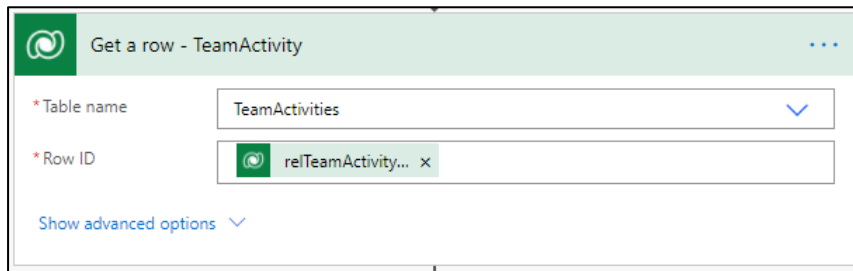 Get a row - TeamActivity
* Table name
TeamActivities
* Row ID
relTeamActivity... ×
Show advanced options